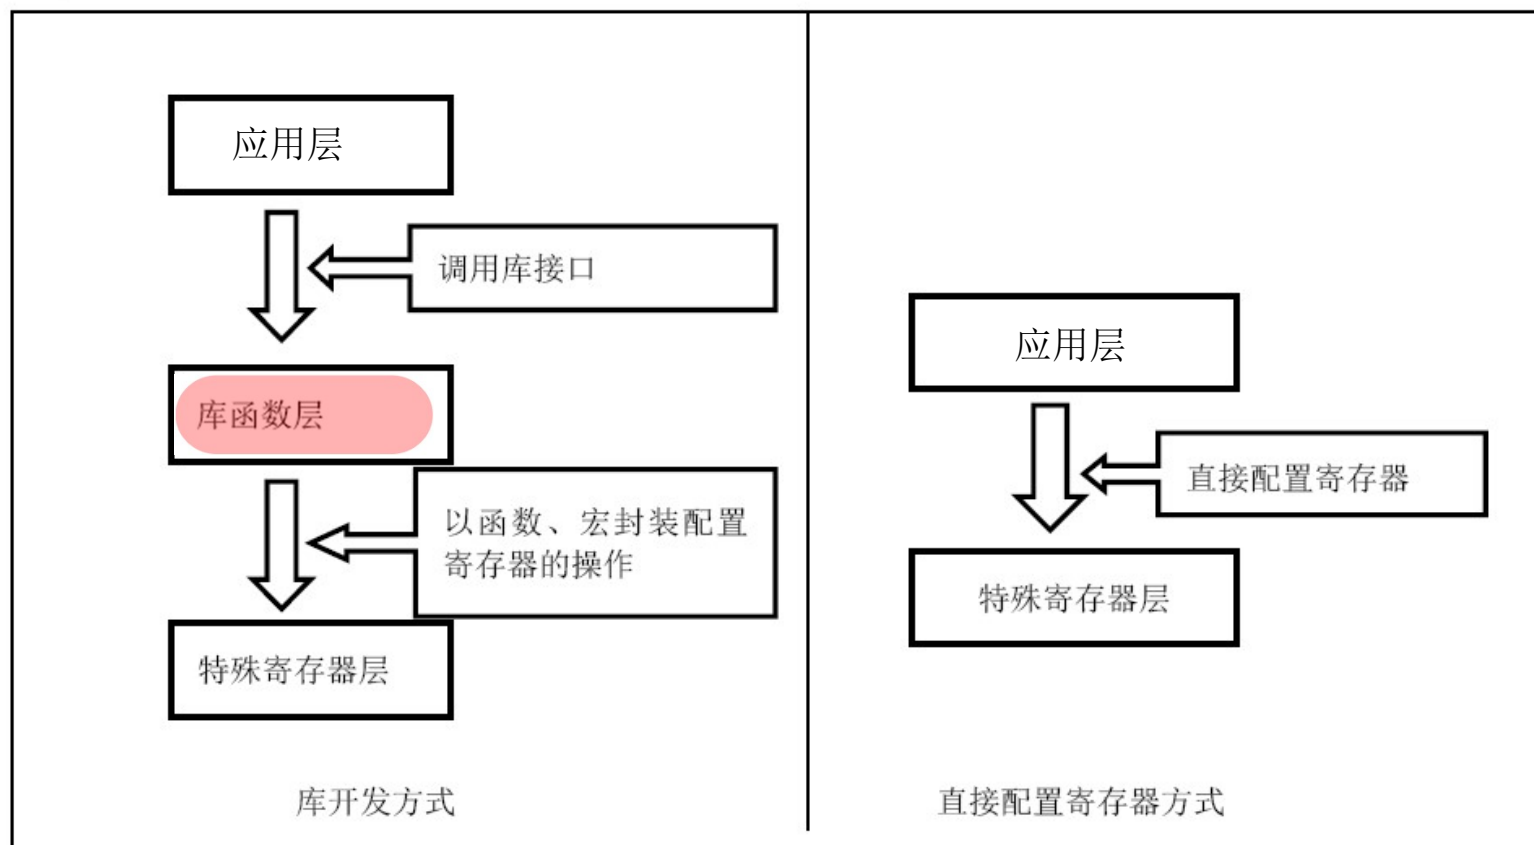 应用层
调用库接口
库函数层
以函数、宏封装配置
寄存器的操作
特殊寄存器层
库开发方式
应用层
直接配置寄存器
特殊寄存器层
直接配置寄存器方式